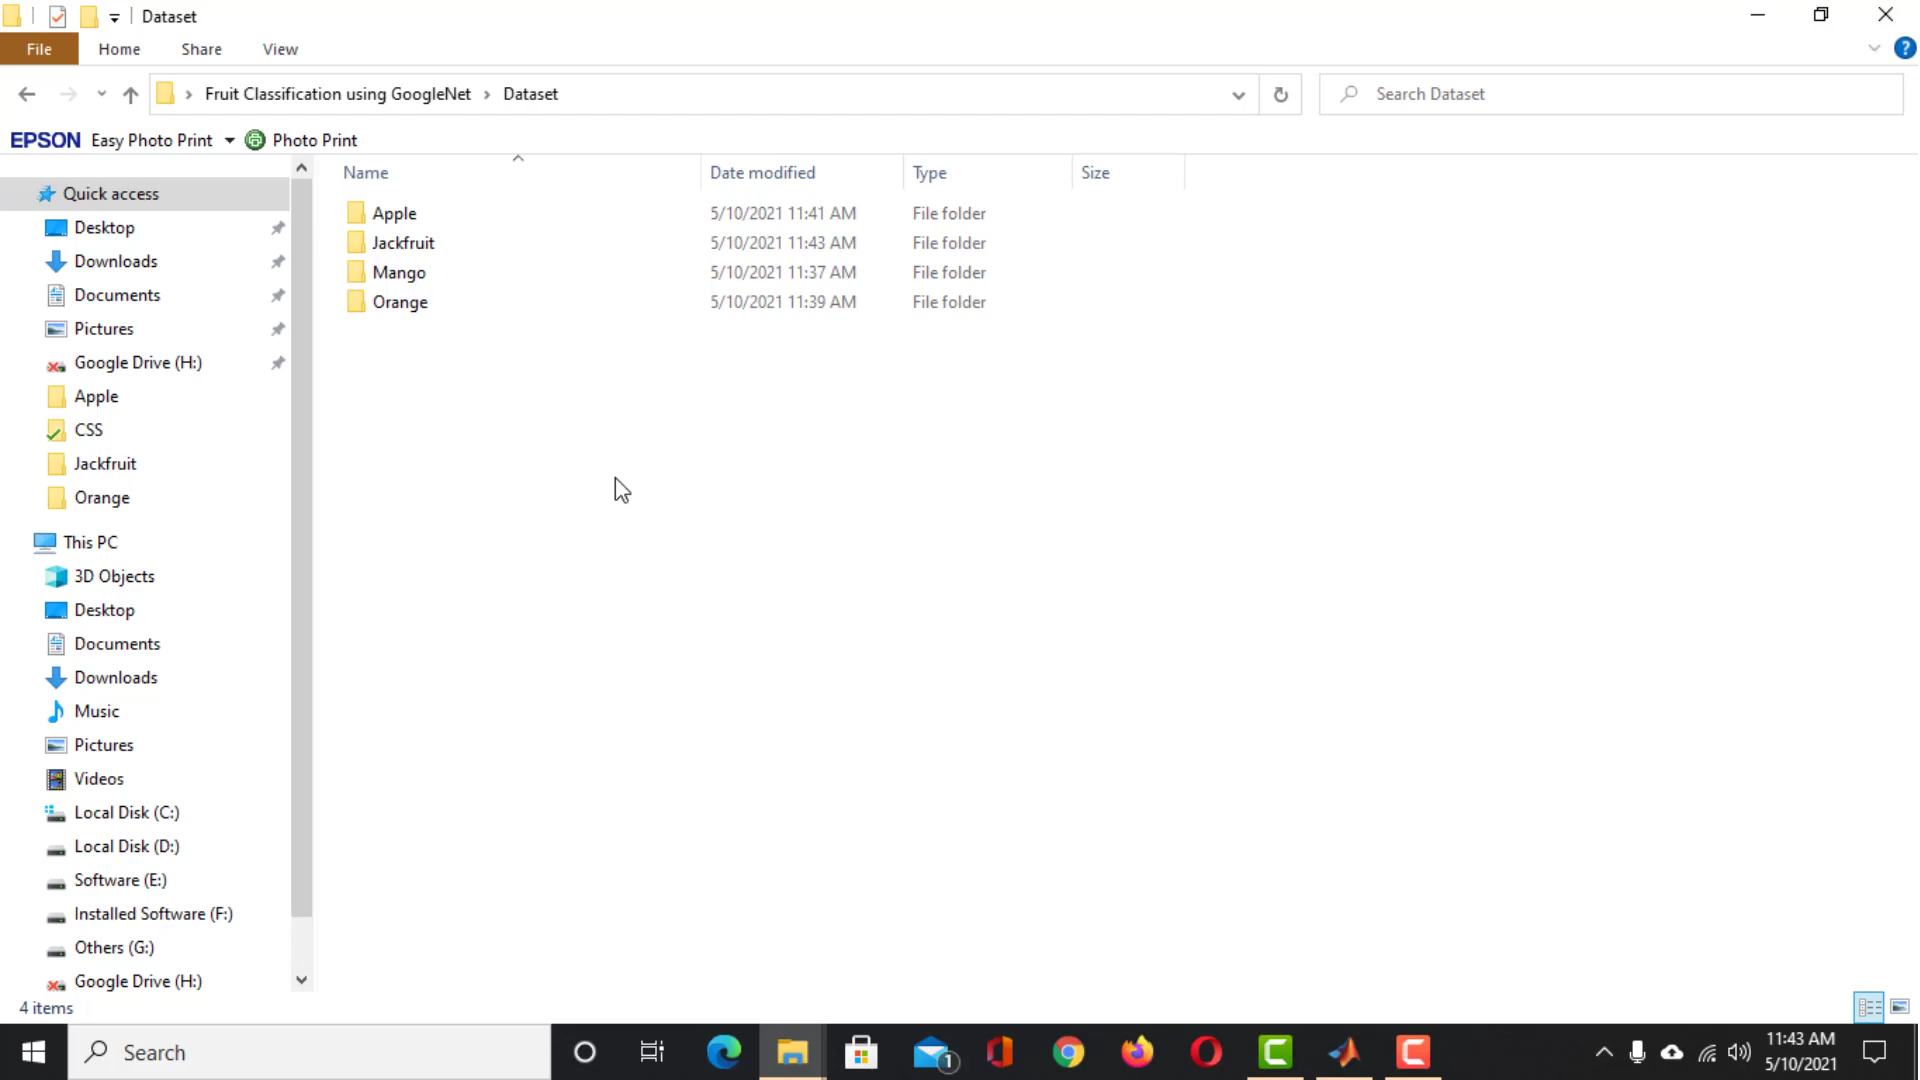 Dataset
File Home Share View
Fruit Classification using GoogleNet > Dataset
Search Dataset
EPSON Easy Photo Print Photo Print
Name Date modified Type Size
Quick access
Desktop
Downloads
Documents
Pictures
Google Drive (H:)
Apple
CSS
Jackfruit
Orange
This PC
3D Objects
Desktop
Documents
Downloads
Music
Pictures
Videos
Local Disk (C:)
Local Disk (D:)
Software (E:)
Installed Software (F:)
Others (G:)
Google Drive (H:)
Apple 5/10/2021 11:41 AM File folder
Jackfruit 5/10/2021 11:43 AM File folder
Mango 5/10/2021 11:37 AM File folder
Orange 5/10/2021 11:39 AM File folder
4 items
Search
1
11:43 AM
5/10/2021